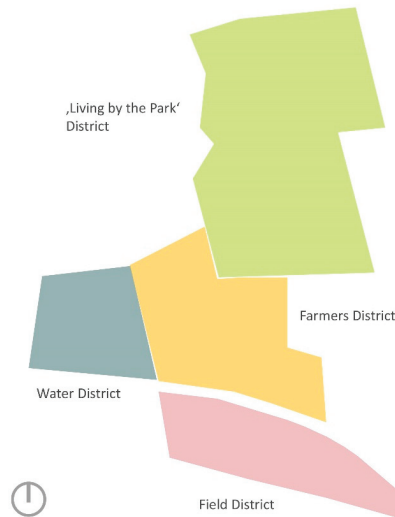 ‚Living by the Park‘
District
Farmers District
Water District
Field District